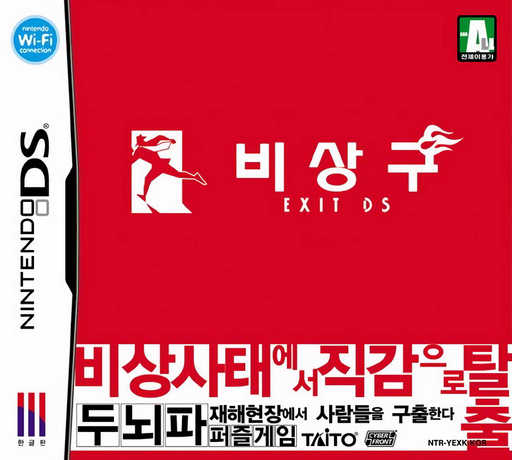 nintendo
Wi-Fi
connection
A
전체이용가
NINTENDO DS
비상구
EXIT DS
비상사태에서 직감으로 탈출
두뇌파 재해현장에서 사람들을 구출한다
퍼즐게임 TAITO CYBER FRONT
한글판
NTR-YEXK-KOR